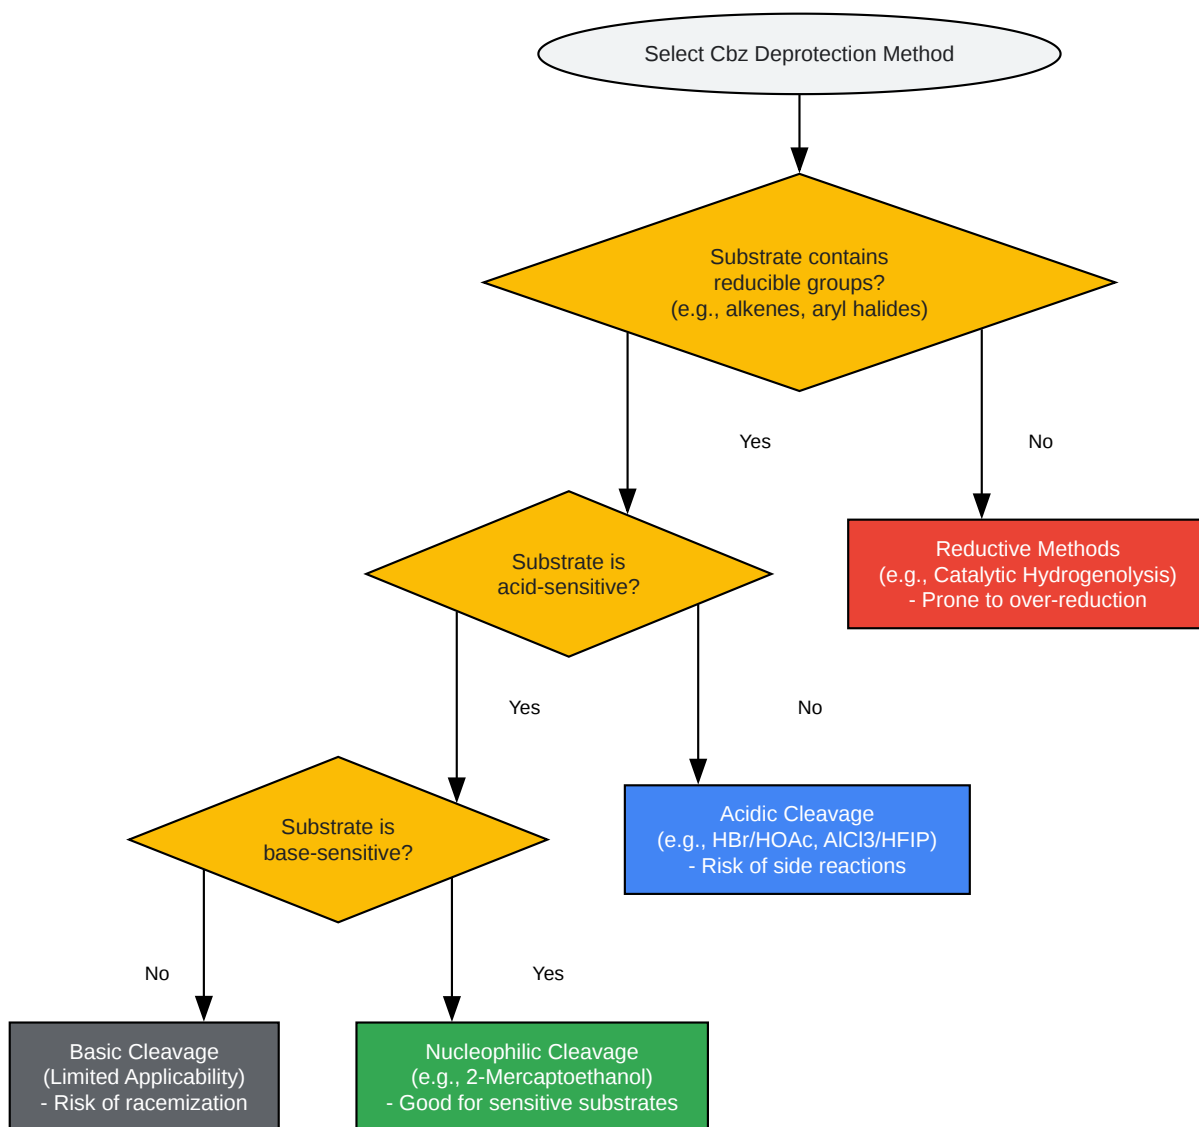 Select Cbz Deprotection Method
Substrate contains
reducible groups?
(e.g., alkenes, aryl halides)
Yes
No
Substrate is
acid-sensitive?
Reductive Methods
(e.g., Catalytic Hydrogenolysis)
- Prone to over-reduction
Yes
No
Substrate is
base-sensitive?
Acidic Cleavage
(e.g., HBr/HOAc, AlCl3/HFIP)
- Risk of side reactions
No
Yes
Basic Cleavage
(Limited Applicability)
- Risk of racemization
Nucleophilic Cleavage
(e.g., 2-Mercaptoethanol)
- Good for sensitive substrates